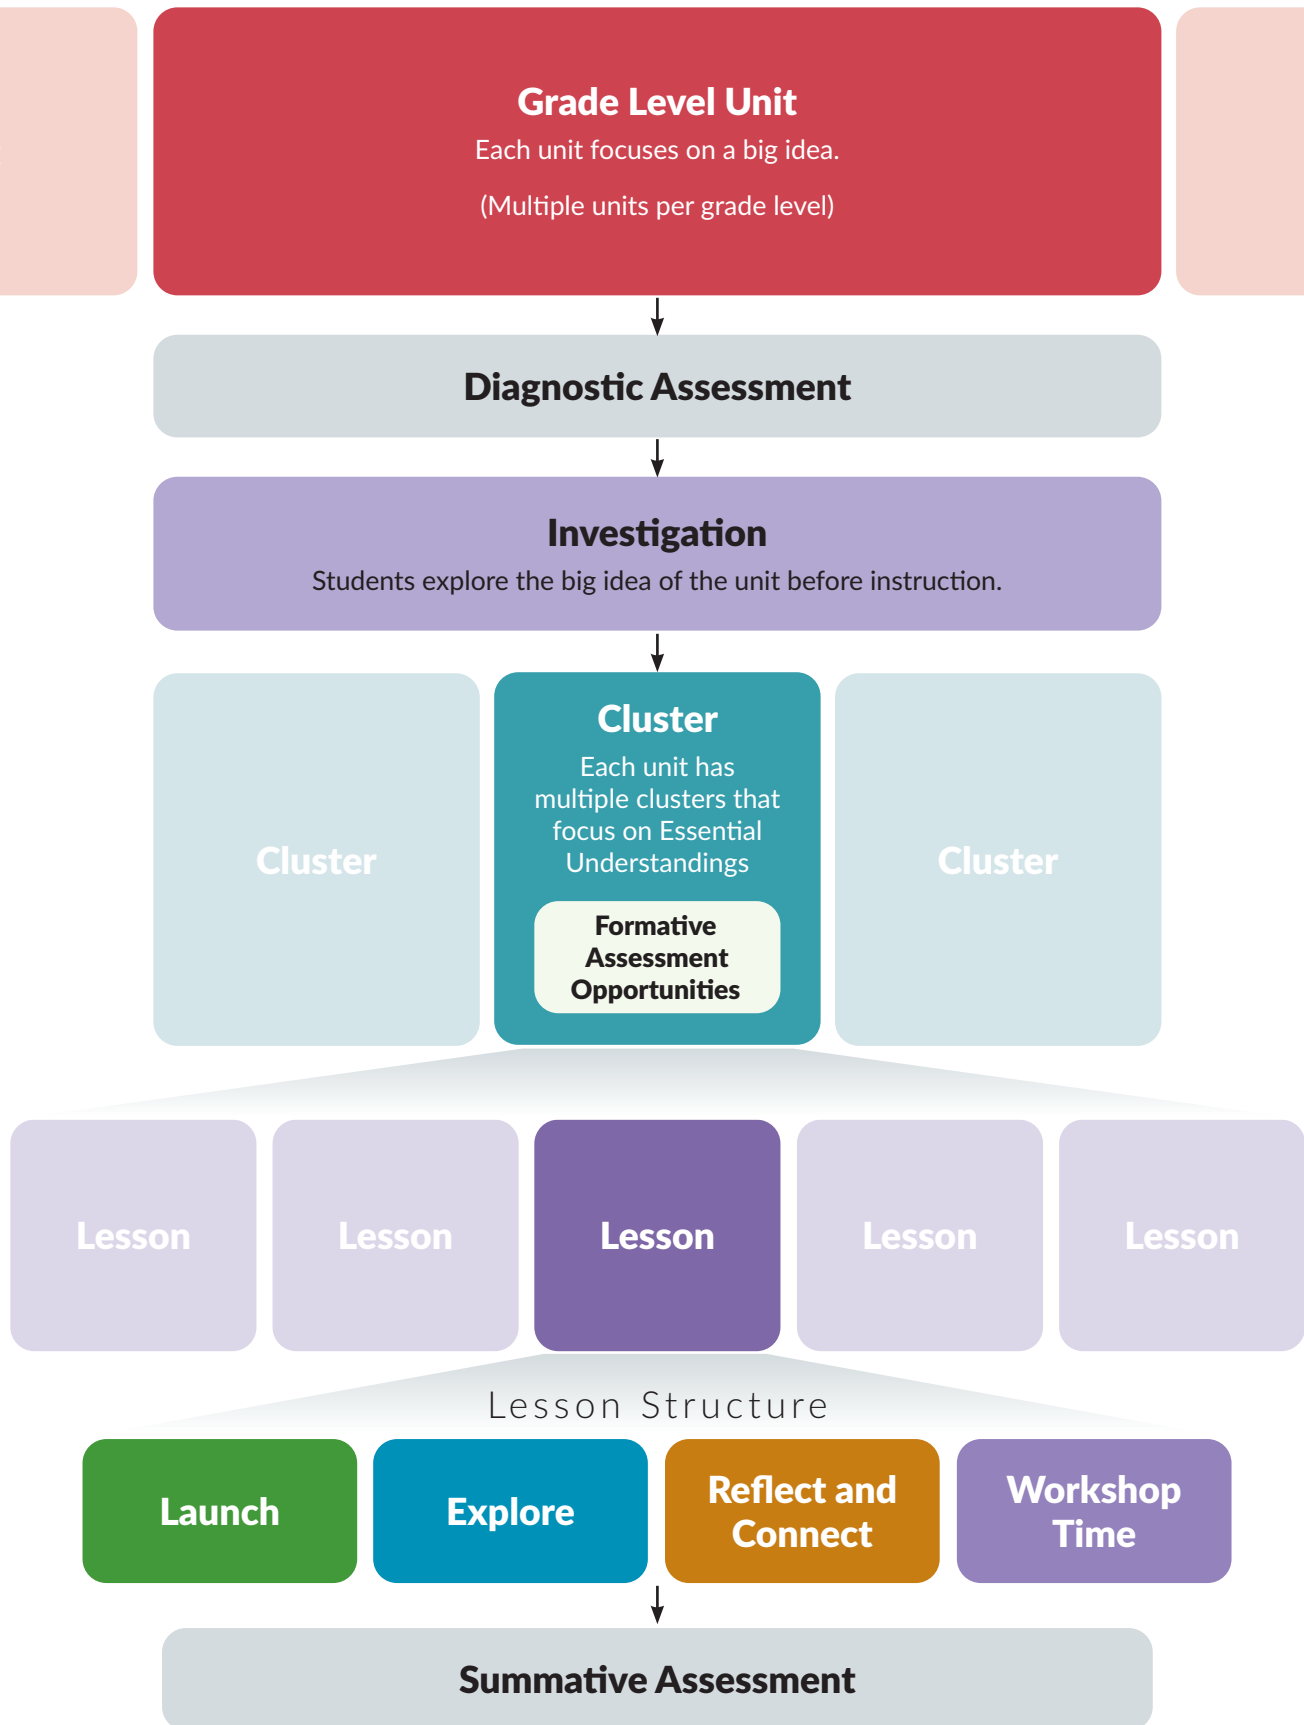 Grade Level Unit
Each unit focuses on a big idea.
(Multiple units per grade level)
Diagnostic Assessment
Investigation
Students explore the big idea of the unit before instruction.
Cluster
Cluster
Each unit has
multiple clusters that
focus on Essential
Understandings
Formative
Assessment
Opportunities
Cluster
Lesson
Lesson
Lesson
Lesson
Lesson
Lesson Structure
Launch
Explore
Reflect and
Connect
Workshop
Time
Summative Assessment